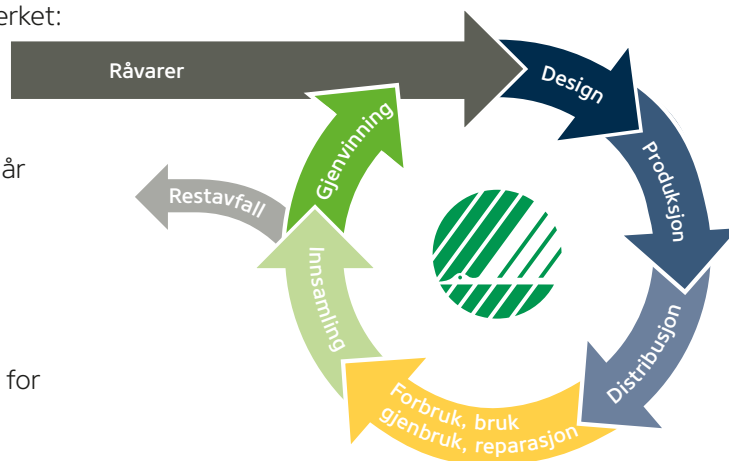 erket:
Råvarer
Design
Produksjon
år
Gjenvinning
Restavfall
Innsamling
Distribusjon
for
Forbruk, bruk
gjenbruk, reparasjon